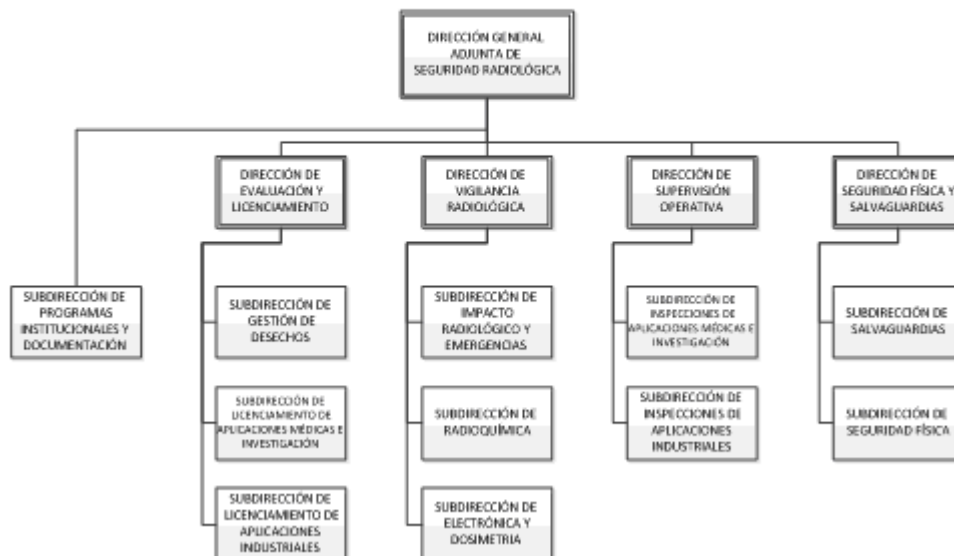 DIRECCIÓN GENERAL
ADJUNTA DE
SEGURIDAD RADIOLÓGICA
DIRECCIÓN DE
EVALUACIÓN Y
LICENCIAMIENTO
DIRECCIÓN DE
VIGILANCIA
RADIOLÓGICA
DIRECCIÓN DE
SUPERVISIÓN
OPERATIVA
DIRECCIÓN DE
SEGURIDAD FÍSICA Y
SALVAGUARDIAS
SUBDIRECCIÓN DE
PROGRAMAS
INSTITUCIONALES Y
DOCUMENTACIÓN
SUBDIRECCIÓN DE
GESTIÓN DE
DESECHOS
SUBDIRECCIÓN DE
IMPACTO
RADIOLÓGICO Y
EMERGENCIAS
SUBDIRECCIÓN DE
INSPECCIONES DE
APLICACIONES MÉDICAS E
INVESTIGACIÓN
SUBDIRECCIÓN DE
SALVAGUARDIAS
SUBDIRECCIÓN DE
LICENCIAMIENTO DE
APLICACIONES MÉDICAS E
INVESTIGACIÓN
SUBDIRECCIÓN DE
RADIOQUÍMICA
SUBDIRECCIÓN DE
INSPECCIONES DE
APLICACIONES
INDUSTRIALES
SUBDIRECCIÓN DE
SEGURIDAD FÍSICA
SUBDIRECCIÓN DE
LICENCIAMIENTO DE
APLICACIONES
INDUSTRIALES
SUBDIRECCIÓN DE
ELECTRÓNICA Y
DOSIMETRIA